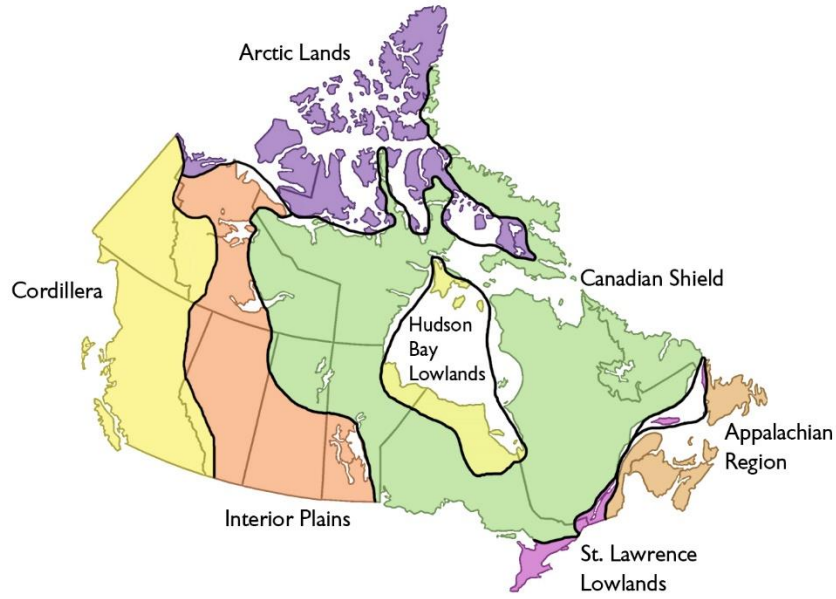 Arctic Lands
Cordillera
Canadian Shield
Hudson
Bay
Lowlands
Appalachian
Region
Interior Plains
St. Lawrence
Lowlands